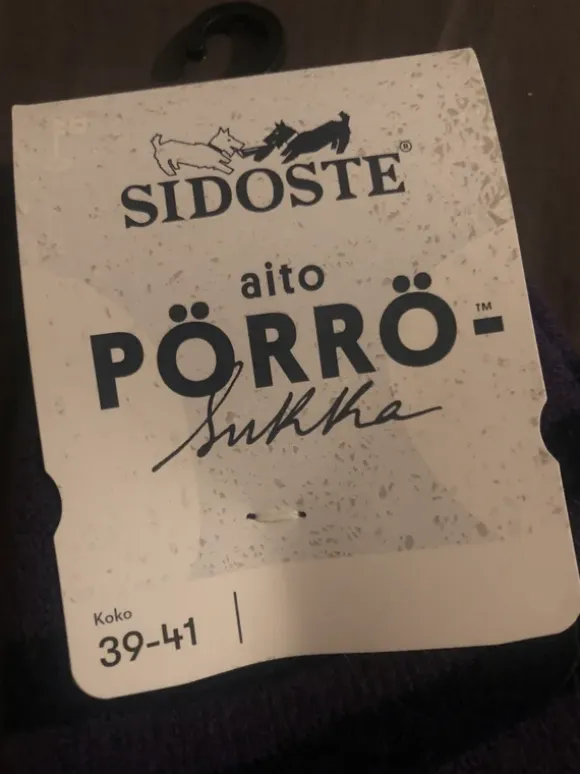 SIDOSTE®
aito
PÖRRÖ-™
sukka
Koko
39-41